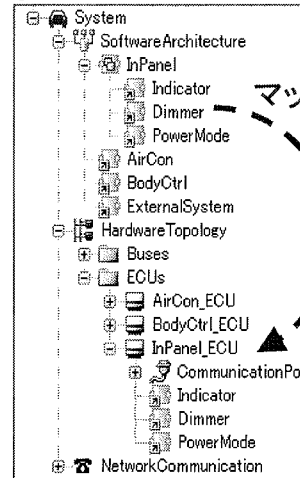 System
SoftwareArchitecture
InPanel
Indicator
マッ
Dimmer
PowerMode
AirCon
BodyCtrl
ExternalSystem
HardwareTopology
Buses
ECUs
AirCon_ECU
BodyCtrl_ECU
InPanel_ECU
CommunicationPo
Indicator
Dimmer
PowerMode
NetworkCommunication